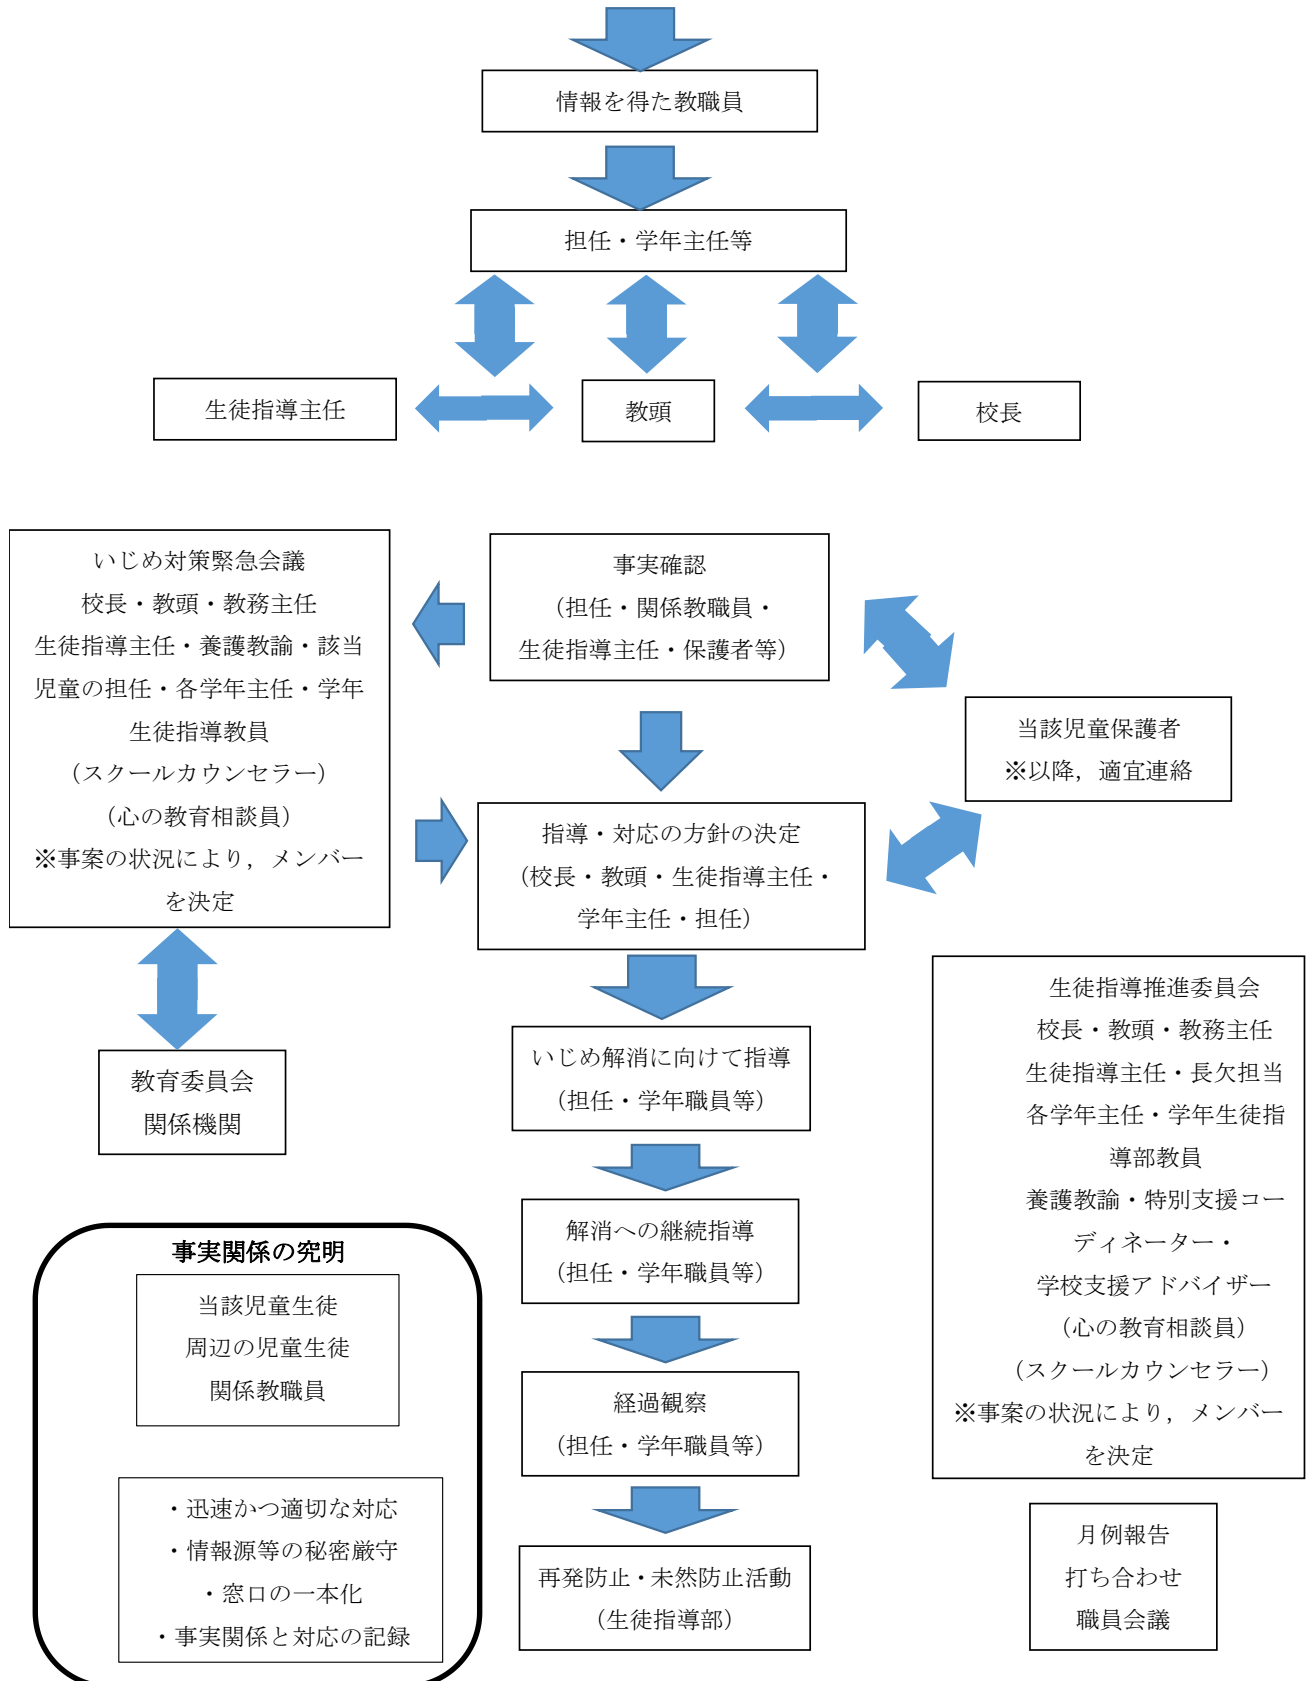 情報を得た教職員
担任・学年主任等
生徒指導主任
教頭
校長
いじめ対策緊急会議
校長・教頭・教務主任
生徒指導主任・養護教諭・該当
児童の担任・各学年主任・学年
生徒指導教員
（スクールカウンセラー）
（心の教育相談員）
※事案の状況により，メンバー
を決定
事実確認
（担任・関係教職員・
生徒指導主任・保護者等）
当該児童保護者
※以降，適宜連絡
指導・対応の方針の決定
（校長・教頭・生徒指導主任・
学年主任・担任）
教育委員会
関係機関
いじめ解消に向けて指導
（担任・学年職員等）
解消への継続指導
（担任・学年職員等）
経過観察
（担任・学年職員等）
再発防止・未然防止活動
（生徒指導部）
事実関係の究明
当該児童生徒
周辺の児童生徒
関係教職員
・迅速かつ適切な対応
・情報源等の秘密厳守
・窓口の一本化
・事実関係と対応の記録
生徒指導推進委員会
校長・教頭・教務主任
生徒指導主任・長欠担当
各学年主任・学年生徒指
導部教員
養護教諭・特別支援コー
ディネーター・
学校支援アドバイザー
（心の教育相談員）
（スクールカウンセラー）
※事案の状況により，メンバー
を決定
月例報告
打ち合わせ
職員会議